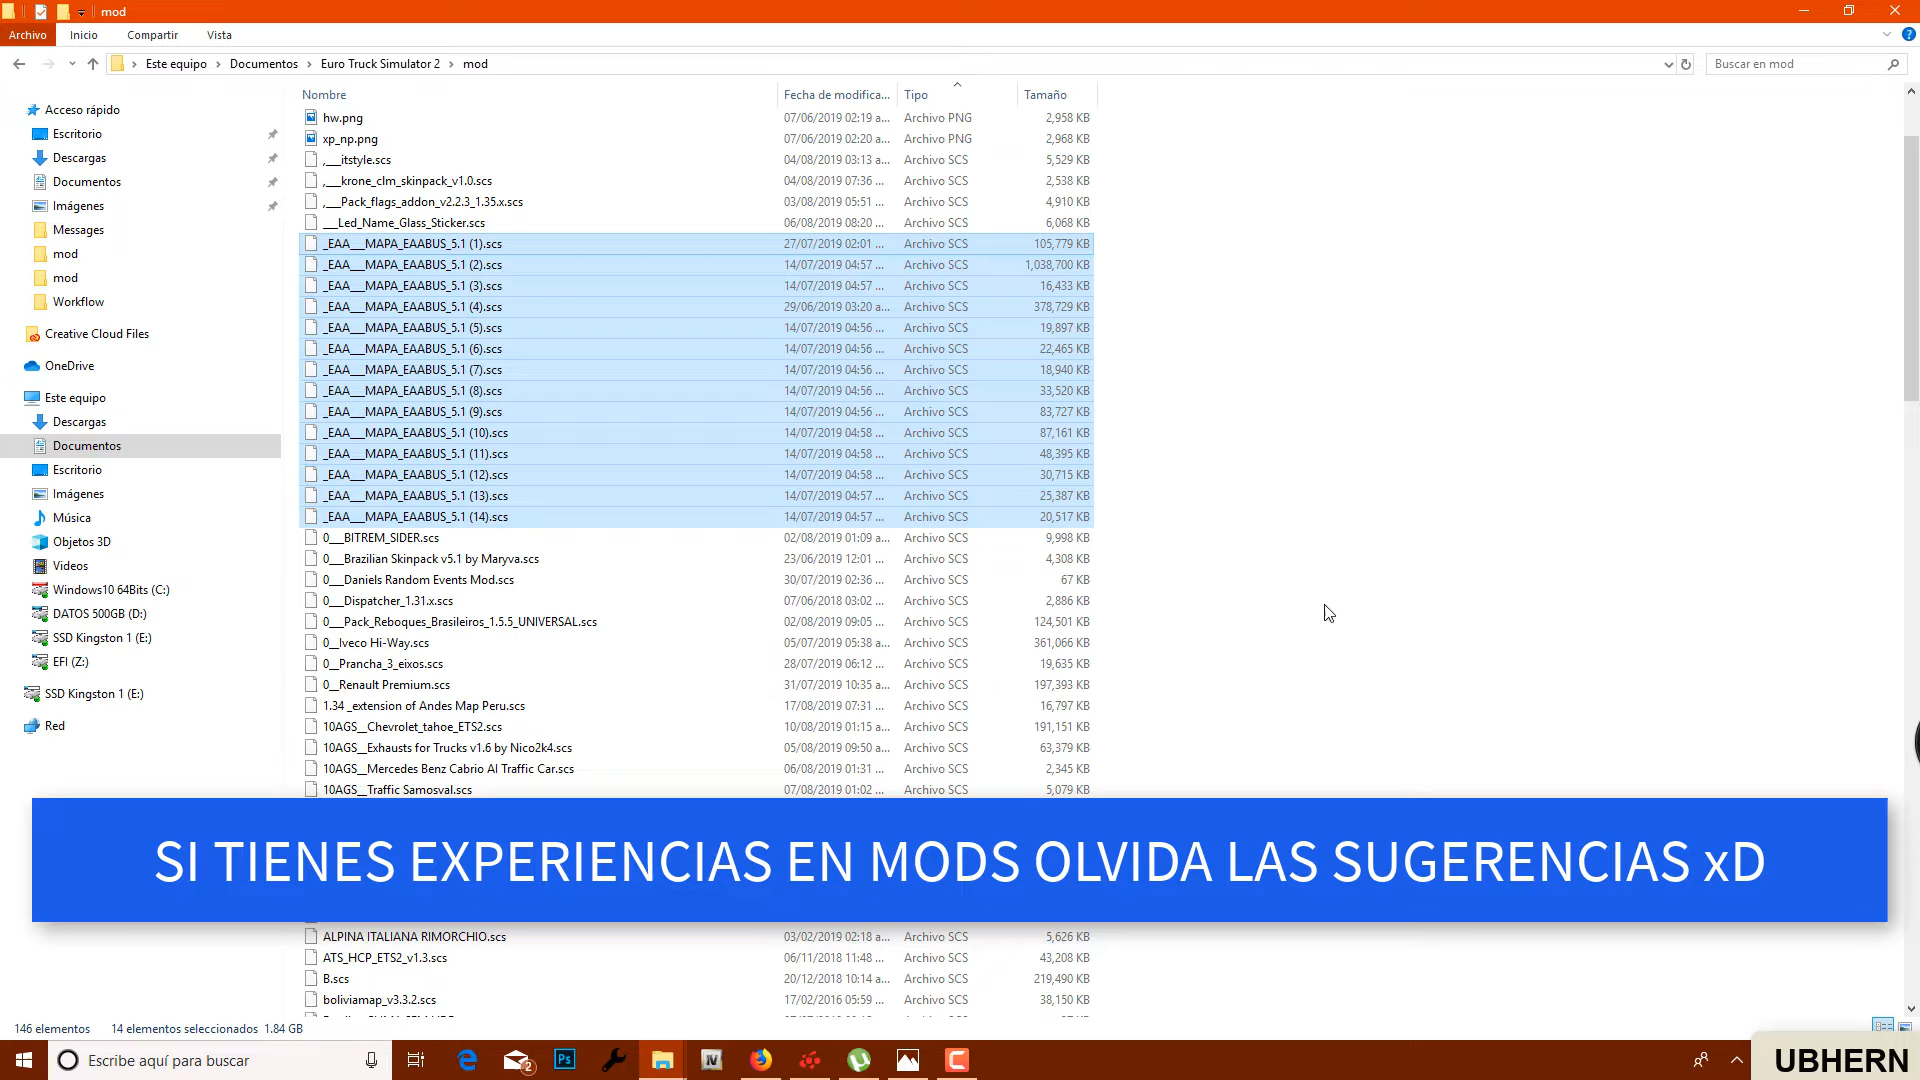 mod
Archivo Inicio Compartir Vista
Este equipo Documentos Euro Truck Simulator 2 mod
Buscar en mod
Acceso rápido
Escritorio
Descargas
Documentos
Imágenes
Messages
mod
mod
Workflow
Creative Cloud Files
OneDrive
Este equipo
Descargas
Documentos
Escritorio
Imágenes
Música
Objetos 3D
Videos
Windows10 64Bits (C:)
DATOS 500GB (D:)
SSD Kingston 1 (E:)
EFI (Z:)
SSD Kingston 1 (E:)
Red
Nombre Fecha de modifica... Tipo Tamaño
hw.png 07/06/2019 02:19 a... Archivo PNG 2,958 KB
xp_np.png 07/06/2019 02:20 a... Archivo PNG 2,968 KB
,___itstyle.scs 04/08/2019 03:13 a... Archivo SCS 5,529 KB
,___krone_clm_skinpack_v1.0.scs 04/08/2019 07:36 ... Archivo SCS 2,538 KB
,___Pack_flags_addon_v2.2.3_1.35.x.scs 03/08/2019 05:51 ... Archivo SCS 4,910 KB
___Led_Name_Glass_Sticker.scs 06/08/2019 08:20 ... Archivo SCS 6,068 KB
_EAA___MAPA_EAABUS_5.1 (1).scs 27/07/2019 02:01 ... Archivo SCS 105,779 KB
_EAA___MAPA_EAABUS_5.1 (2).scs 14/07/2019 04:57 ... Archivo SCS 1,038,700 KB
_EAA___MAPA_EAABUS_5.1 (3).scs 14/07/2019 04:57 ... Archivo SCS 16,433 KB
_EAA___MAPA_EAABUS_5.1 (4).scs 29/06/2019 03:20 a... Archivo SCS 378,729 KB
_EAA___MAPA_EAABUS_5.1 (5).scs 14/07/2019 04:56 ... Archivo SCS 19,897 KB
_EAA___MAPA_EAABUS_5.1 (6).scs 14/07/2019 04:56 ... Archivo SCS 22,465 KB
_EAA___MAPA_EAABUS_5.1 (7).scs 14/07/2019 04:56 ... Archivo SCS 18,940 KB
_EAA___MAPA_EAABUS_5.1 (8).scs 14/07/2019 04:56 ... Archivo SCS 33,520 KB
_EAA___MAPA_EAABUS_5.1 (9).scs 14/07/2019 04:56 ... Archivo SCS 83,727 KB
_EAA___MAPA_EAABUS_5.1 (10).scs 14/07/2019 04:58 ... Archivo SCS 87,161 KB
_EAA___MAPA_EAABUS_5.1 (11).scs 14/07/2019 04:58 ... Archivo SCS 48,395 KB
_EAA___MAPA_EAABUS_5.1 (12).scs 14/07/2019 04:58 ... Archivo SCS 30,715 KB
_EAA___MAPA_EAABUS_5.1 (13).scs 14/07/2019 04:57 ... Archivo SCS 25,387 KB
_EAA___MAPA_EAABUS_5.1 (14).scs 14/07/2019 04:57 ... Archivo SCS 20,517 KB
0___BITREM_SIDER.scs 02/08/2019 01:09 a... Archivo SCS 9,998 KB
0___Brazilian Skinpack v5.1 by Maryva.scs 23/06/2019 12:01 ... Archivo SCS 4,308 KB
0___Daniels Random Events Mod.scs 30/07/2019 02:36 ... Archivo SCS 67 KB
0___Dispatcher_1.31.x.scs 07/06/2018 03:02 ... Archivo SCS 2,886 KB
0___Pack_Reboques_Brasileiros_1.5.5_UNIVERSAL.scs 02/08/2019 09:05 ... Archivo SCS 124,501 KB
0__Iveco Hi-Way.scs 05/07/2019 05:38 a... Archivo SCS 361,066 KB
0__Prancha_3_eixos.scs 28/07/2019 06:12 ... Archivo SCS 19,635 KB
0__Renault Premium.scs 31/07/2019 10:35 a... Archivo SCS 197,393 KB
1.34 _extension of Andes Map Peru.scs 17/08/2019 07:31 ... Archivo SCS 16,797 KB
10AGS__Chevrolet_tahoe_ETS2.scs 10/08/2019 01:15 a... Archivo SCS 191,151 KB
10AGS__Exhausts for Trucks v1.6 by Nico2k4.scs 05/08/2019 09:50 ... Archivo SCS 63,379 KB
10AGS__Mercedes Benz Cabrio AI Traffic Car.scs 06/08/2019 01:31 ... Archivo SCS 2,345 KB
10AGS__Traffic Samosval.scs 07/08/2019 01:02 ... Archivo SCS 5,079 KB
SI TIENES EXPERIENCIAS EN MODS OLVIDA LAS SUGERENCIAS xD
ALPINA ITALIANA RIMORCHIO.scs 03/02/2019 02:18 a... Archivo SCS 5,626 KB
ATS_HCP_ETS2_v1.3.scs 06/11/2018 11:48 ... Archivo SCS 43,208 KB
B.scs 20/12/2018 10:14 a... Archivo SCS 219,490 KB
boliviamap_v3.3.2.scs 17/02/2016 05:59 ... Archivo SCS 38,150 KB
146 elementos 14 elementos seleccionados 1.84 GB
Escribe aquí para buscar
2
Ps
IV
UBHERN